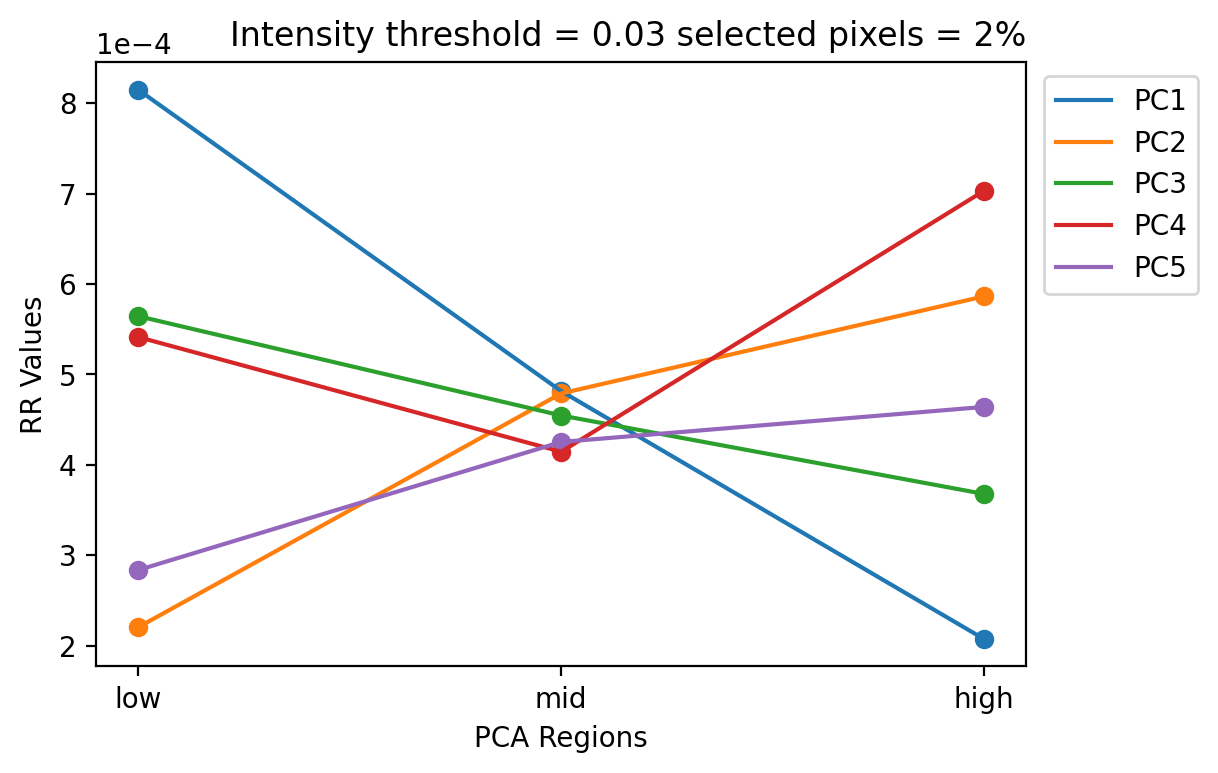 Intensity threshold = 0.03 selected pixels = 2%
1e−4
8
7
6
5
4
3
2
RR Values
low
mid
high
PCA Regions
PC1
PC2
PC3
PC4
PC5